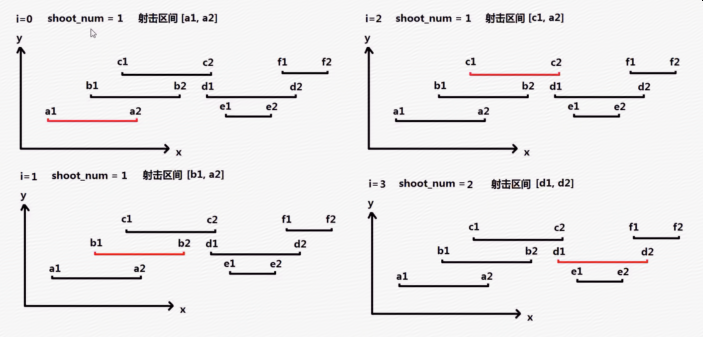 i=0 shoot_num = 1 射击区间 [a1, a2]
y
c1 c2 f1 f2
b1 b2 d1 d2
a1 a2 e1 e2
x
i=2 shoot_num = 1 射击区间 [c1, a2]
y
c1 c2 f1 f2
b1 b2 d1 d2
a1 a2 e1 e2
x
i=1 shoot_num = 1 射击区间 [b1, a2]
y
c1 c2 f1 f2
b1 b2 d1 d2
a1 a2 e1 e2
x
i=3 shoot_num = 2 射击区间 [d1, d2]
y
c1 c2 f1 f2
b1 b2 d1 d2
a1 a2 e1 e2
x